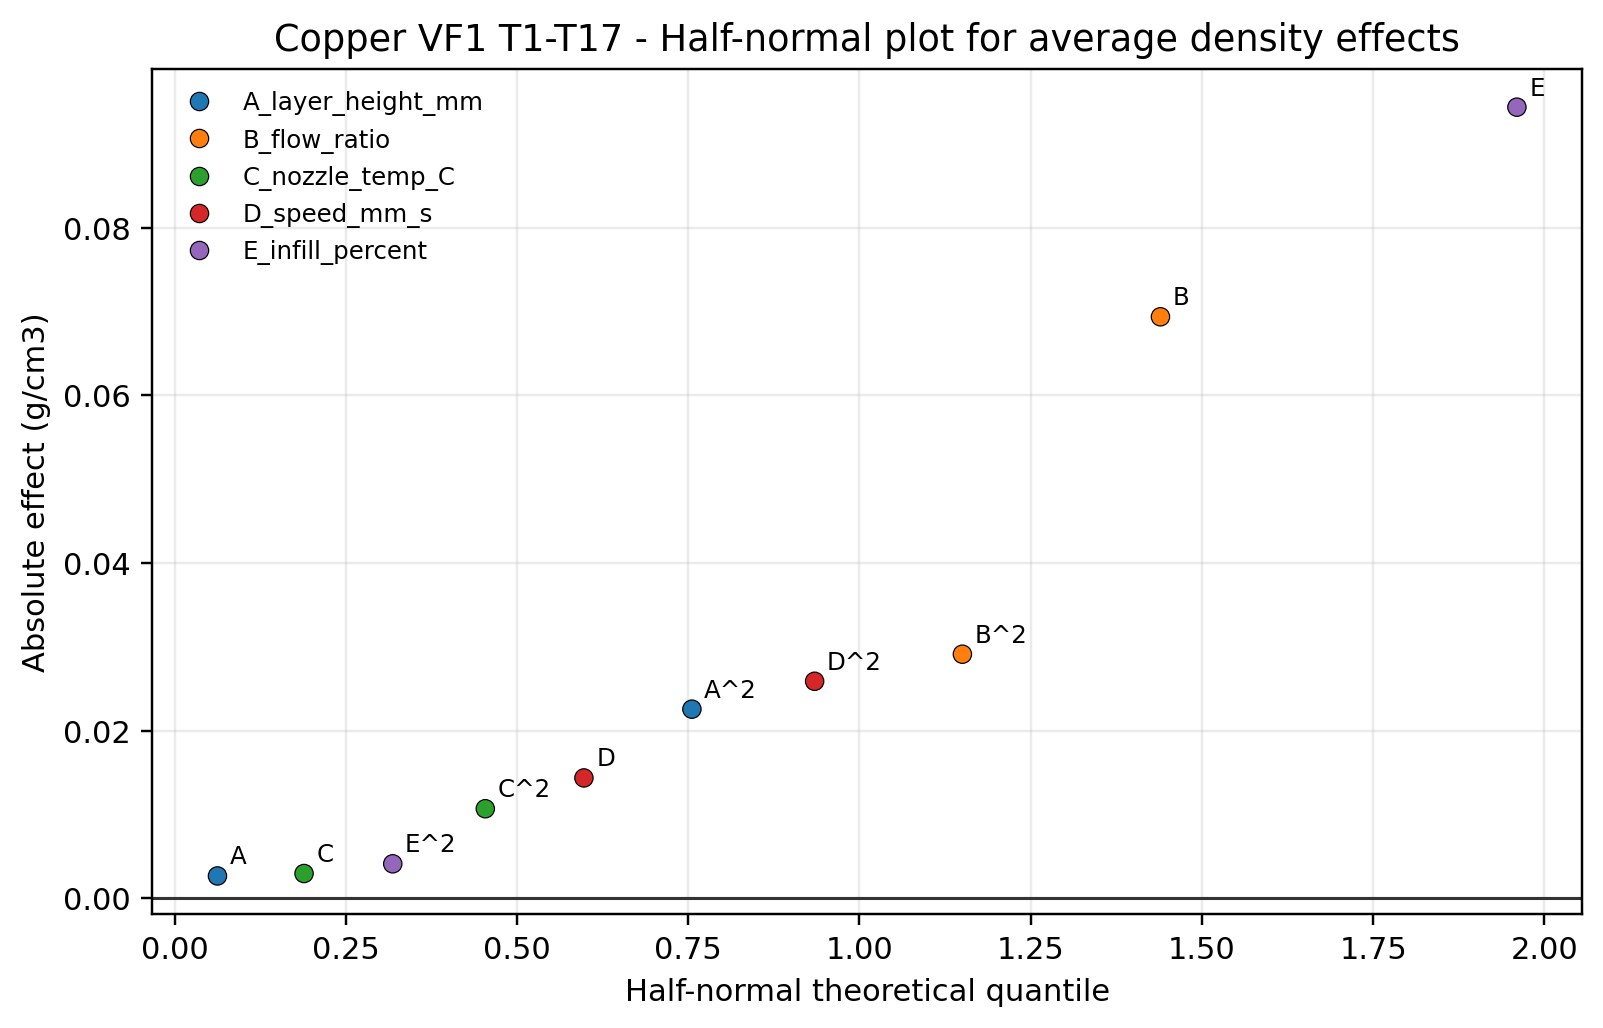 Copper VF1 T1-T17 - Half-normal plot for average density effects
A_layer_height_mm
B_flow_ratio
C_nozzle_temp_C
D_speed_mm_s
E_infill_percent
E
B
B^2
D^2
A^2
D
C^2
E^2
C
A
0.08
0.06
0.04
0.02
0.00
Absolute effect (g/cm3)
0.00 0.25 0.50 0.75 1.00 1.25 1.50 1.75 2.00
Half-normal theoretical quantile